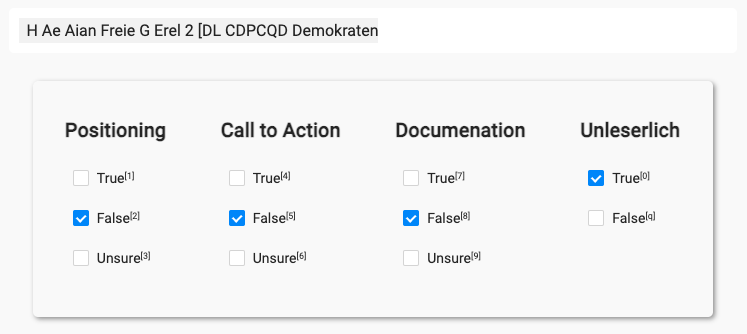 H Ae Aian Freie G Erel 2 [DL CDPCQD Demokraten
Positioning Call to Action Documenation Unleserlich
True[1] True[4] True[7] True[0]
False[2] False[5] False[8] False[q]
Unsure[3] Unsure[6] Unsure[9]